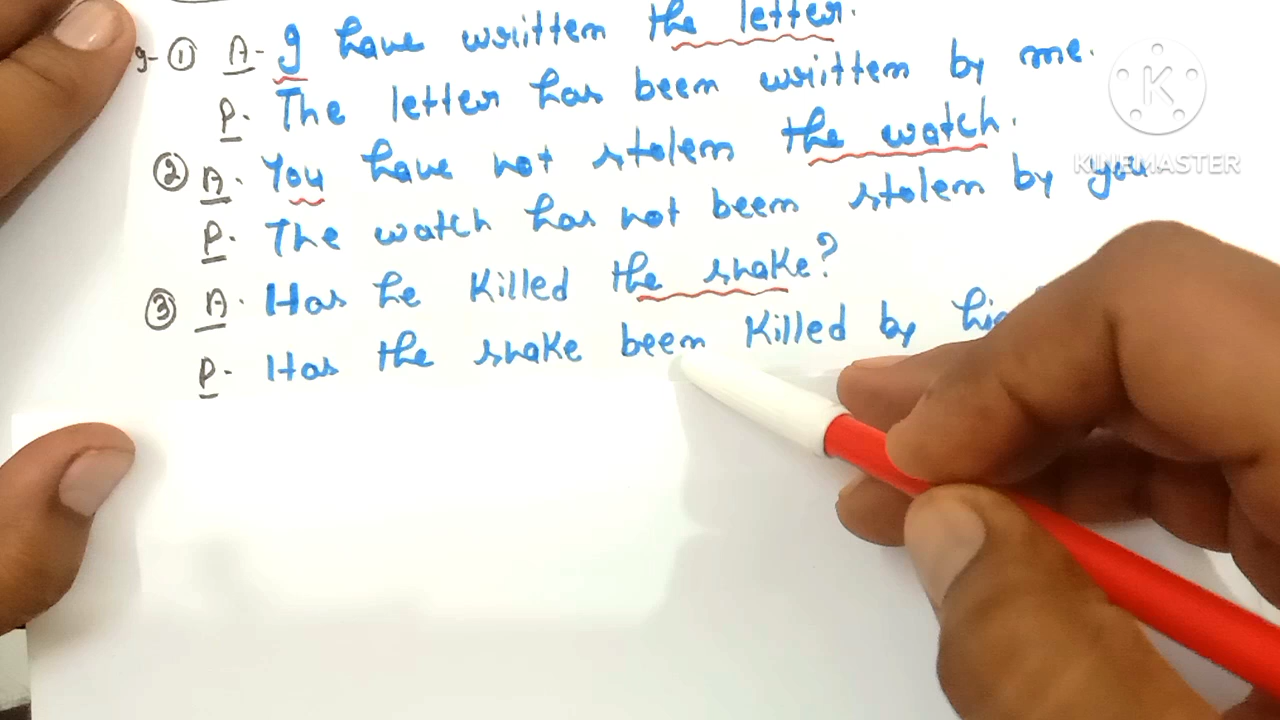 g- ① A- I have written the letter.
P. The letter has been written by me.
② A. You have not stolen the watch.
P. The watch has not been stolen by you
③ A. Has he killed the snake?
P. Has the snake been killed by
K
KINEMASTER